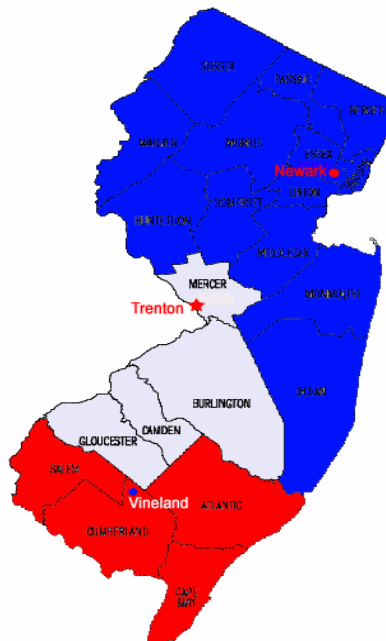 SUSSEX
PASSAIC
BERGEN
WARREN
MORRIS
ESSEX
Newark
HUDSON
UNION
SOMERSET
HUNTERDON
MIDDLESEX
MERCER
MONMOUTH
Trenton
OCEAN
BURLINGTON
CAMDEN
GLOUCESTER
SALEM
Vineland
ATLANTIC
CUMBERLAND
CAPE
MAY